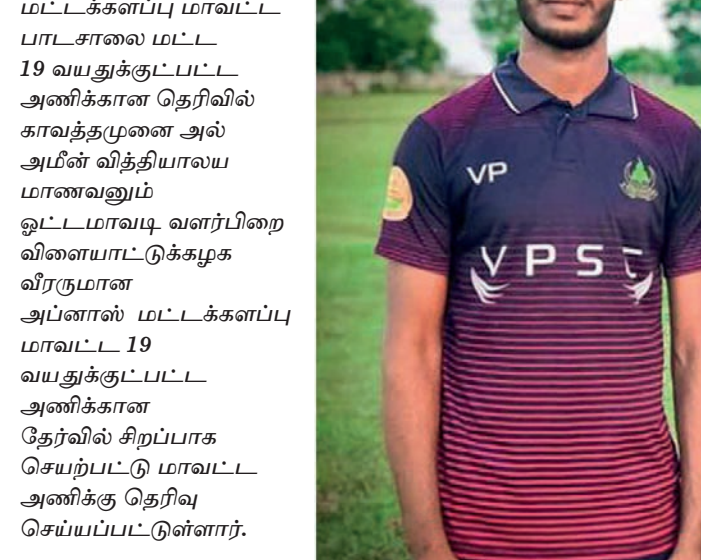 மட்டக்களப்பு மாவட்ட
பாடசாலை மட்ட
19 வயதுக்குட்பட்ட
அணிக்கான தெரிவில்
காவத்தமுனை அல்
அமீன் வித்தியாலய
மாணவனும்
ஓட்டமாவடி வளர்பிறை
விளையாட்டுக்கழக
வீரருமான
அப்னாஸ் மட்டக்களப்பு
மாவட்ட 19
வயதுக்குட்பட்ட
அணிக்கான
தேர்வில் சிறப்பாக
செயற்பட்டு மாவட்ட
அணிக்கு தெரிவு
செய்யப்பட்டுள்ளார்.
VP
VPSC